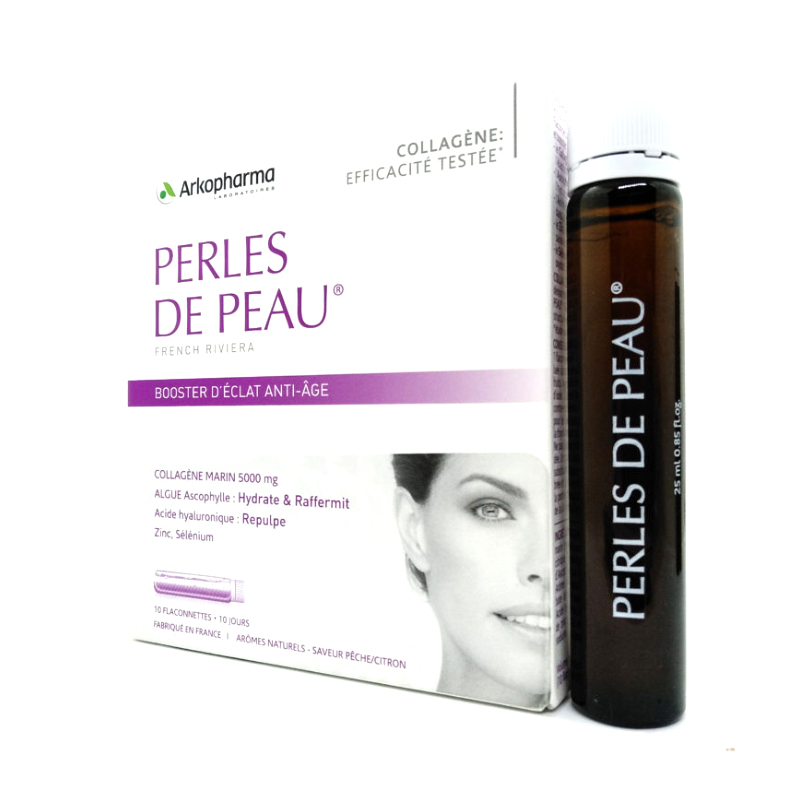 COLLAGÈNE:
EFFICACITÉ TESTÉE*
Arkopharma
LABORATOIRES
PERLES
DE PEAU®
FRENCH RIVIERA
BOOSTER D'ÉCLAT ANTI-ÂGE
COLLAGÈNE MARIN 5000 mg
ALGUE Ascophylle : Hydrate & Raffermit
Acide hyaluronique : Repulpe
Zinc, Sélénium
10 FLACONNETTES • 10 JOURS
FABRIQUÉ EN FRANCE | ARÔMES NATURELS - SAVEUR PÊCHE/CITRON
PERLES DE PEAU®
25 ml 0.85 fl.oz.